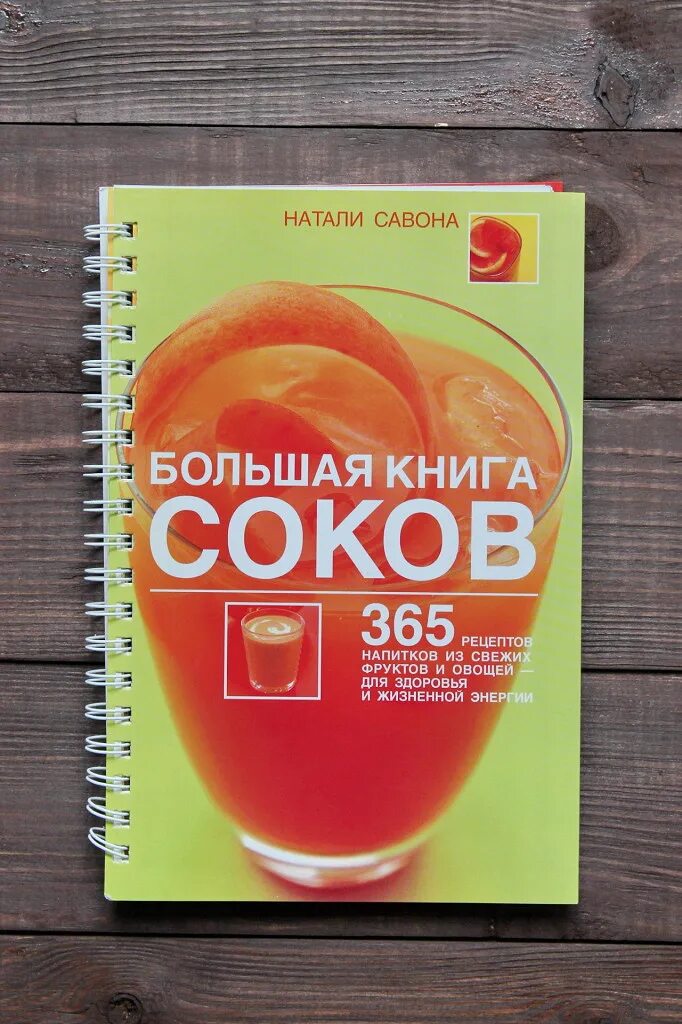 НАТАЛИ САВОНА
БОЛЬШАЯ КНИГА
СОКОВ
365 РЕЦЕПТОВ
НАПИТКОВ ИЗ СВЕЖИХ
ФРУКТОВ И ОВОЩЕЙ —
ДЛЯ ЗДОРОВЬЯ
И ЖИЗНЕННОЙ ЭНЕРГИИ